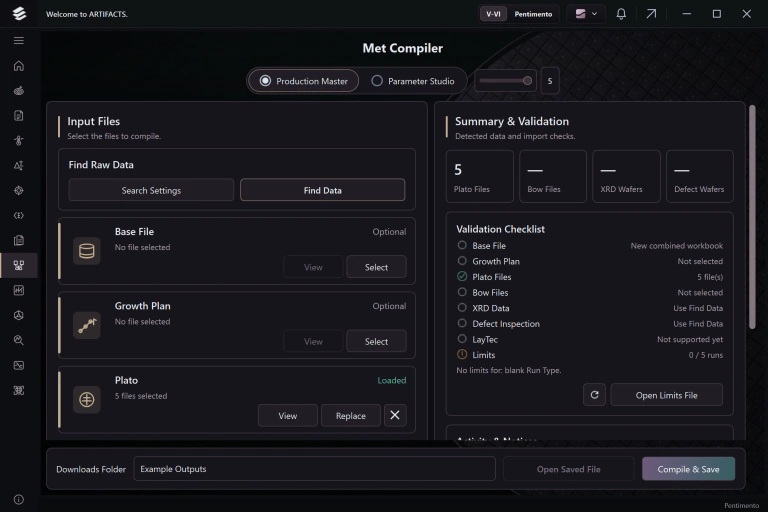 Welcome to ARTIFACTS.
V-VI Pentimento
Met Compiler
Production Master
Parameter Studio
5
Input Files
Select the files to compile.
Find Raw Data
Search Settings
Find Data
Base File
Optional
No file selected
View
Select
Growth Plan
Optional
No file selected
View
Select
Plato
Loaded
5 files selected
View
Replace
Summary & Validation
Detected data and import checks.
5
Plato Files
—
Bow Files
—
XRD Wafers
—
Defect Wafers
Validation Checklist
Base File New combined workbook
Growth Plan Not selected
Plato Files 5 file(s)
Bow Files Not selected
XRD Data Use Find Data
Defect Inspection Use Find Data
LayTec Not supported yet
Limits 0 / 5 runs
No limits for: blank Run Type.
Open Limits File
Downloads Folder
Example Outputs
Open Saved File
Compile & Save
Pentimento